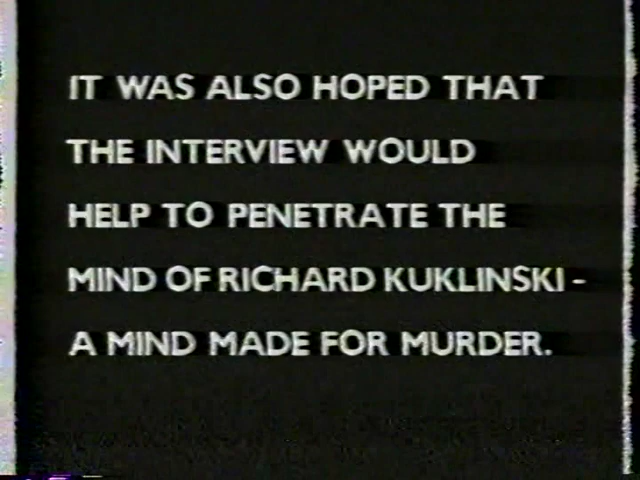 IT WAS ALSO HOPED THAT
THE INTERVIEW WOULD
HELP TO PENETRATE THE
MIND OF RICHARD KUKLINSKI -
A MIND MADE FOR MURDER.